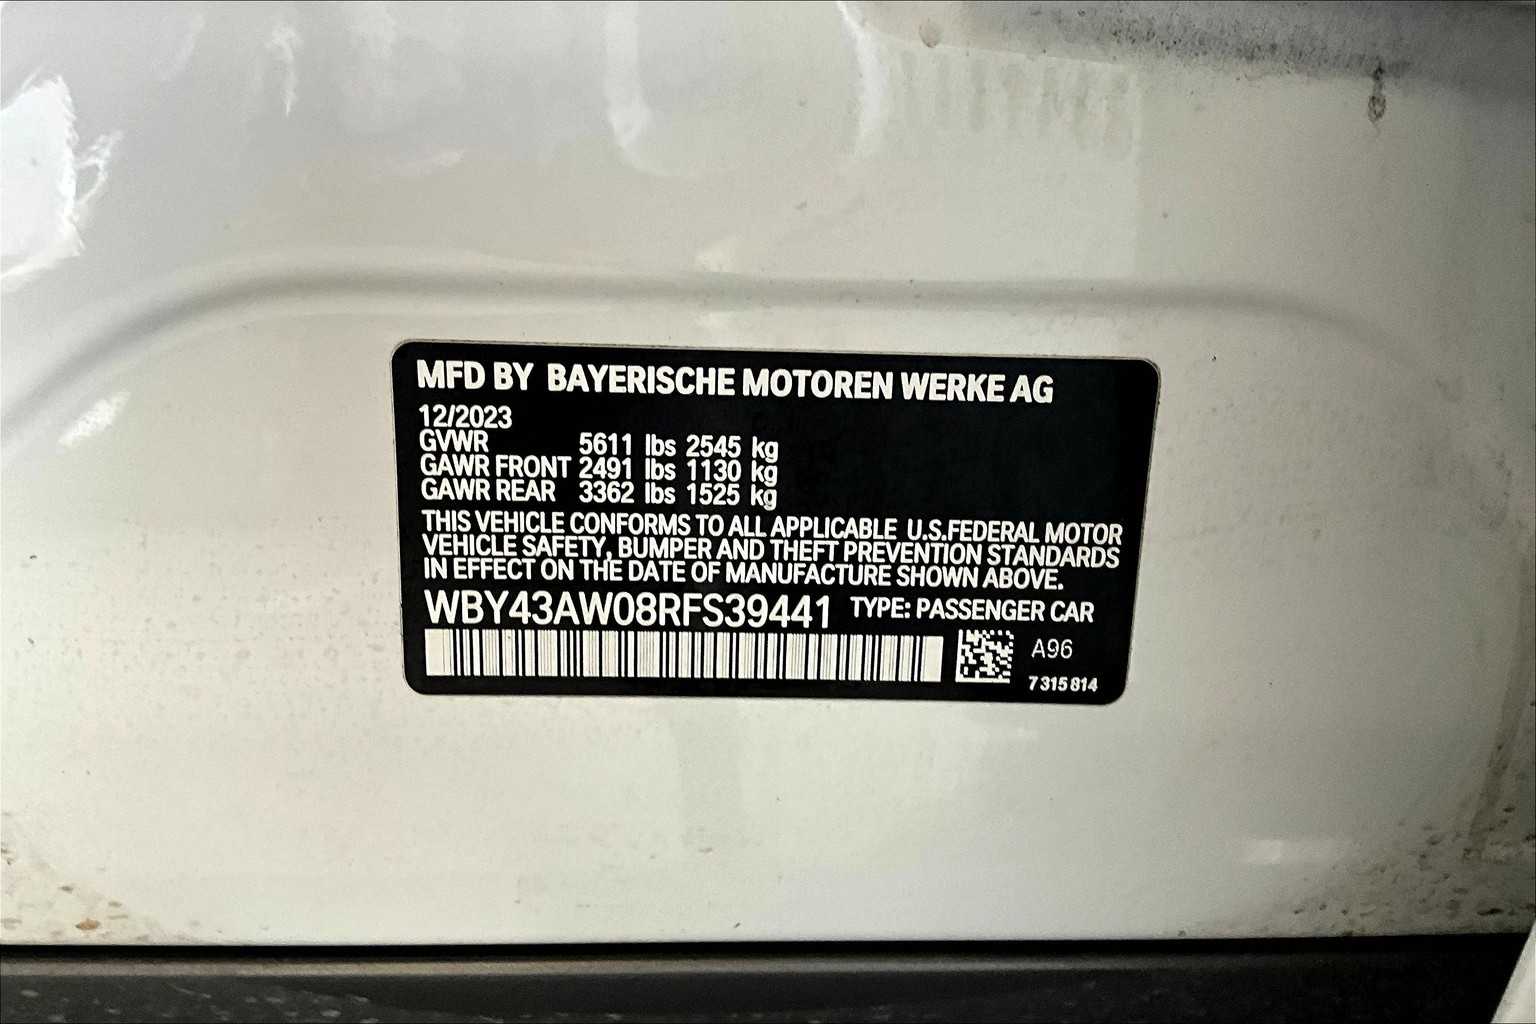 MFD BY BAYERISCHE MOTOREN WERKE AG
12/2023
GVWR 5611 lbs 2545 kg
GAWR FRONT 2491 lbs 1130 kg
GAWR REAR 3362 lbs 1525 kg
THIS VEHICLE CONFORMS TO ALL APPLICABLE U.S.FEDERAL MOTOR
VEHICLE SAFETY, BUMPER AND THEFT PREVENTION STANDARDS
IN EFFECT ON THE DATE OF MANUFACTURE SHOWN ABOVE.
WBY43AW08RFS39441 TYPE: PASSENGER CAR
A96
7 315 814